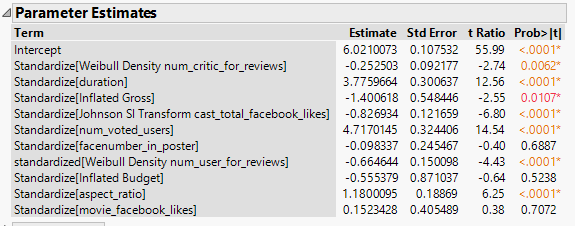 Parameter Estimates
Term Estimate Std Error t Ratio Prob>|t|
Intercept 6.0210073 0.107532 55.99 <.0001*
Standardize[Weibull Density num_critic_for_reviews] -0.252503 0.092177 -2.74 0.0062*
Standardize[duration] 3.7759664 0.300637 12.56 <.0001*
Standardize[Inflated Gross] -1.400618 0.548446 -2.55 0.0107*
Standardize[Johnson SI Transform cast_total_facebook_likes] -0.826934 0.121659 -6.80 <.0001*
Standardize[num_voted_users] 4.7170145 0.324406 14.54 <.0001*
Standardize[facenumber_in_poster] -0.098337 0.245467 -0.40 0.6887
standardized[Weibull Density num_user_for_reviews] -0.664644 0.150098 -4.43 <.0001*
Standardize[Inflated Budget] -0.555379 0.871037 -0.64 0.5238
Standardize[aspect_ratio] 1.1800095 0.18869 6.25 <.0001*
Standardize[movie_facebook_likes] 0.1523428 0.405489 0.38 0.7072